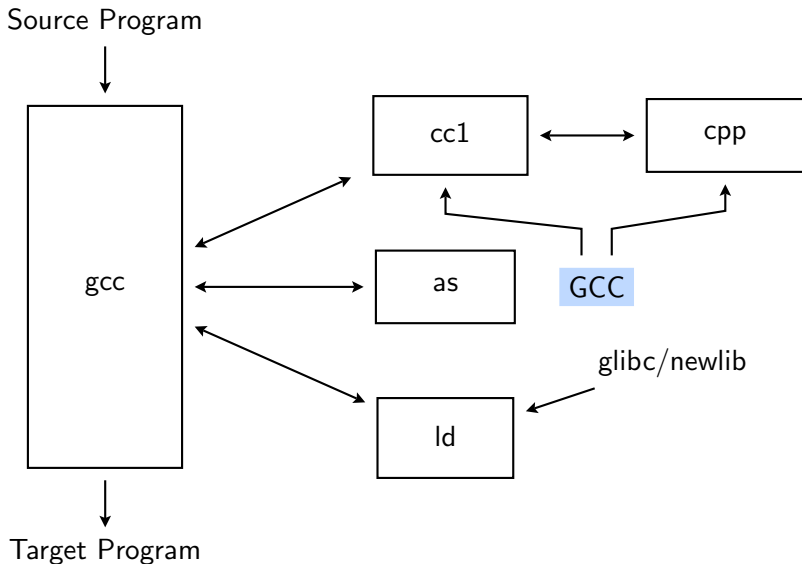 Source Program
cc1
cpp
gcc
as
GCC
glibc/newlib
ld
Target Program